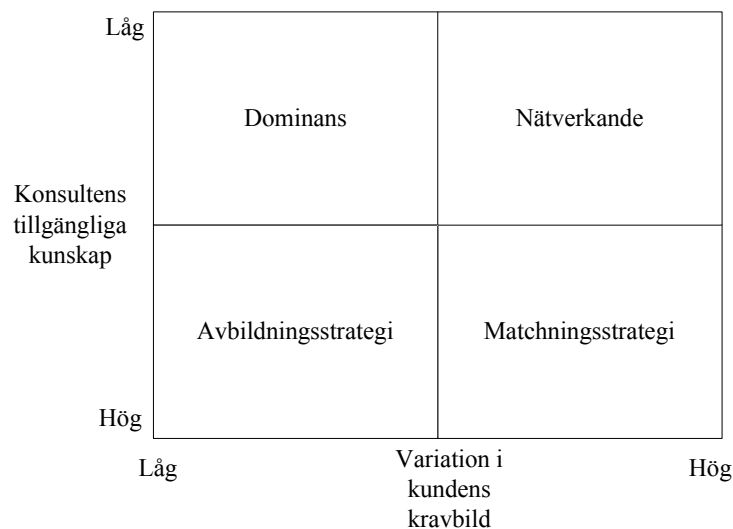 Låg
Dominans
Nätverkande
Konsultens
tillgängliga
kunskap
Avbildningsstrategi
Matchningsstrategi
Hög
Låg
Variation i
kundens
kravbild
Hög